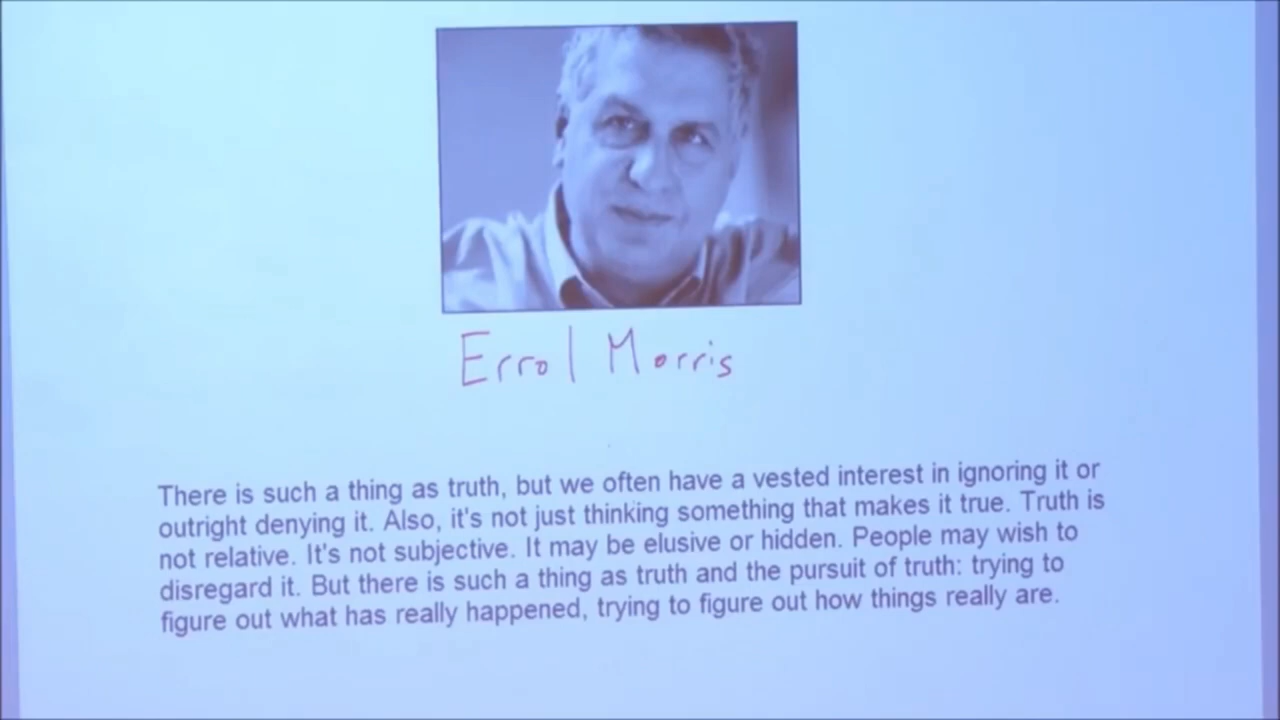 Errol Morris
There is such a thing as truth, but we often have a vested interest in ignoring it or
outright denying it. Also, it's not just thinking something that makes it true. Truth is
not relative. It's not subjective. It may be elusive or hidden. People may wish to
disregard it. But there is such a thing as truth and the pursuit of truth: trying to
figure out what has really happened, trying to figure out how things really are.